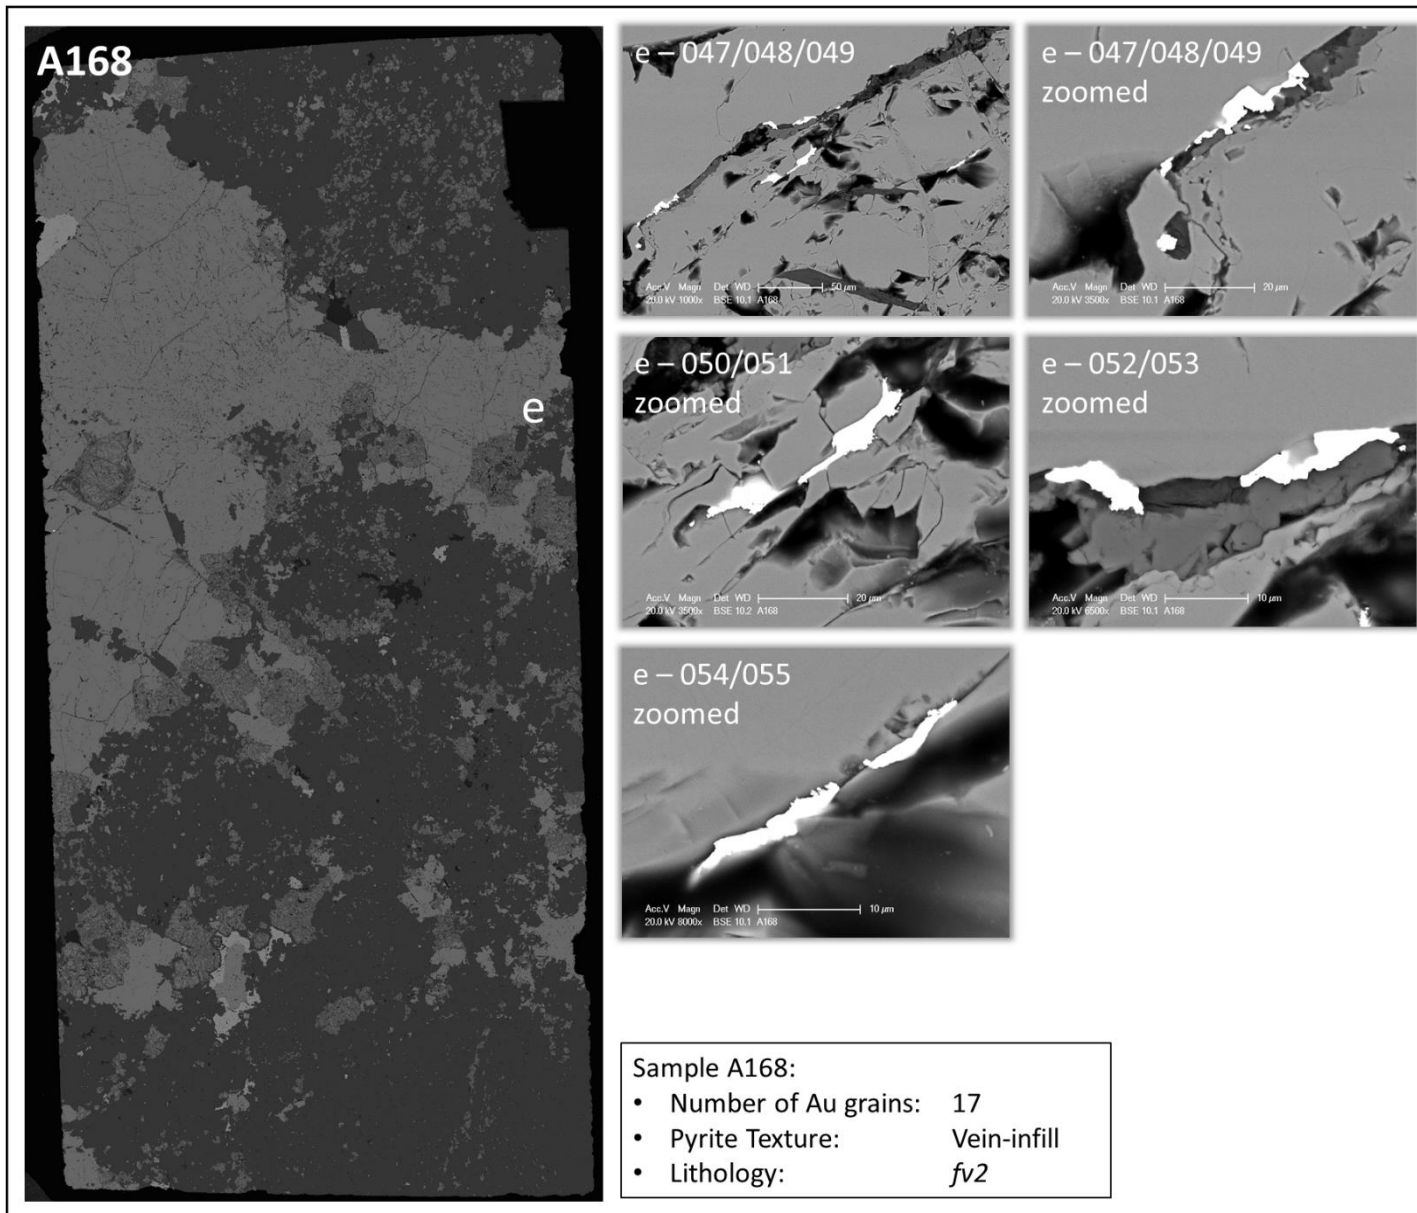 A168
e – 047/048/049
Acc.V Magn Det WD 50 µm
20.0 kV 1000x BSE 10.1 A168
e – 047/048/049
zoomed
Acc.V Magn Det WD 20 µm
20.0 kV 3500x BSE 10.1 A168
e
e – 050/051
zoomed
Acc.V Magn Det WD 20 µm
20.0 kV 3500x BSE 10.2 A168
e – 052/053
zoomed
Acc.V Magn Det WD 10 µm
20.0 kV 6500x BSE 10.1 A168
e – 054/055
zoomed
Acc.V Magn Det WD 10 µm
20.0 kV 8000x BSE 10.1 A168
Sample A168:
• Number of Au grains: 17
• Pyrite Texture: Vein-infill
• Lithology: fv2